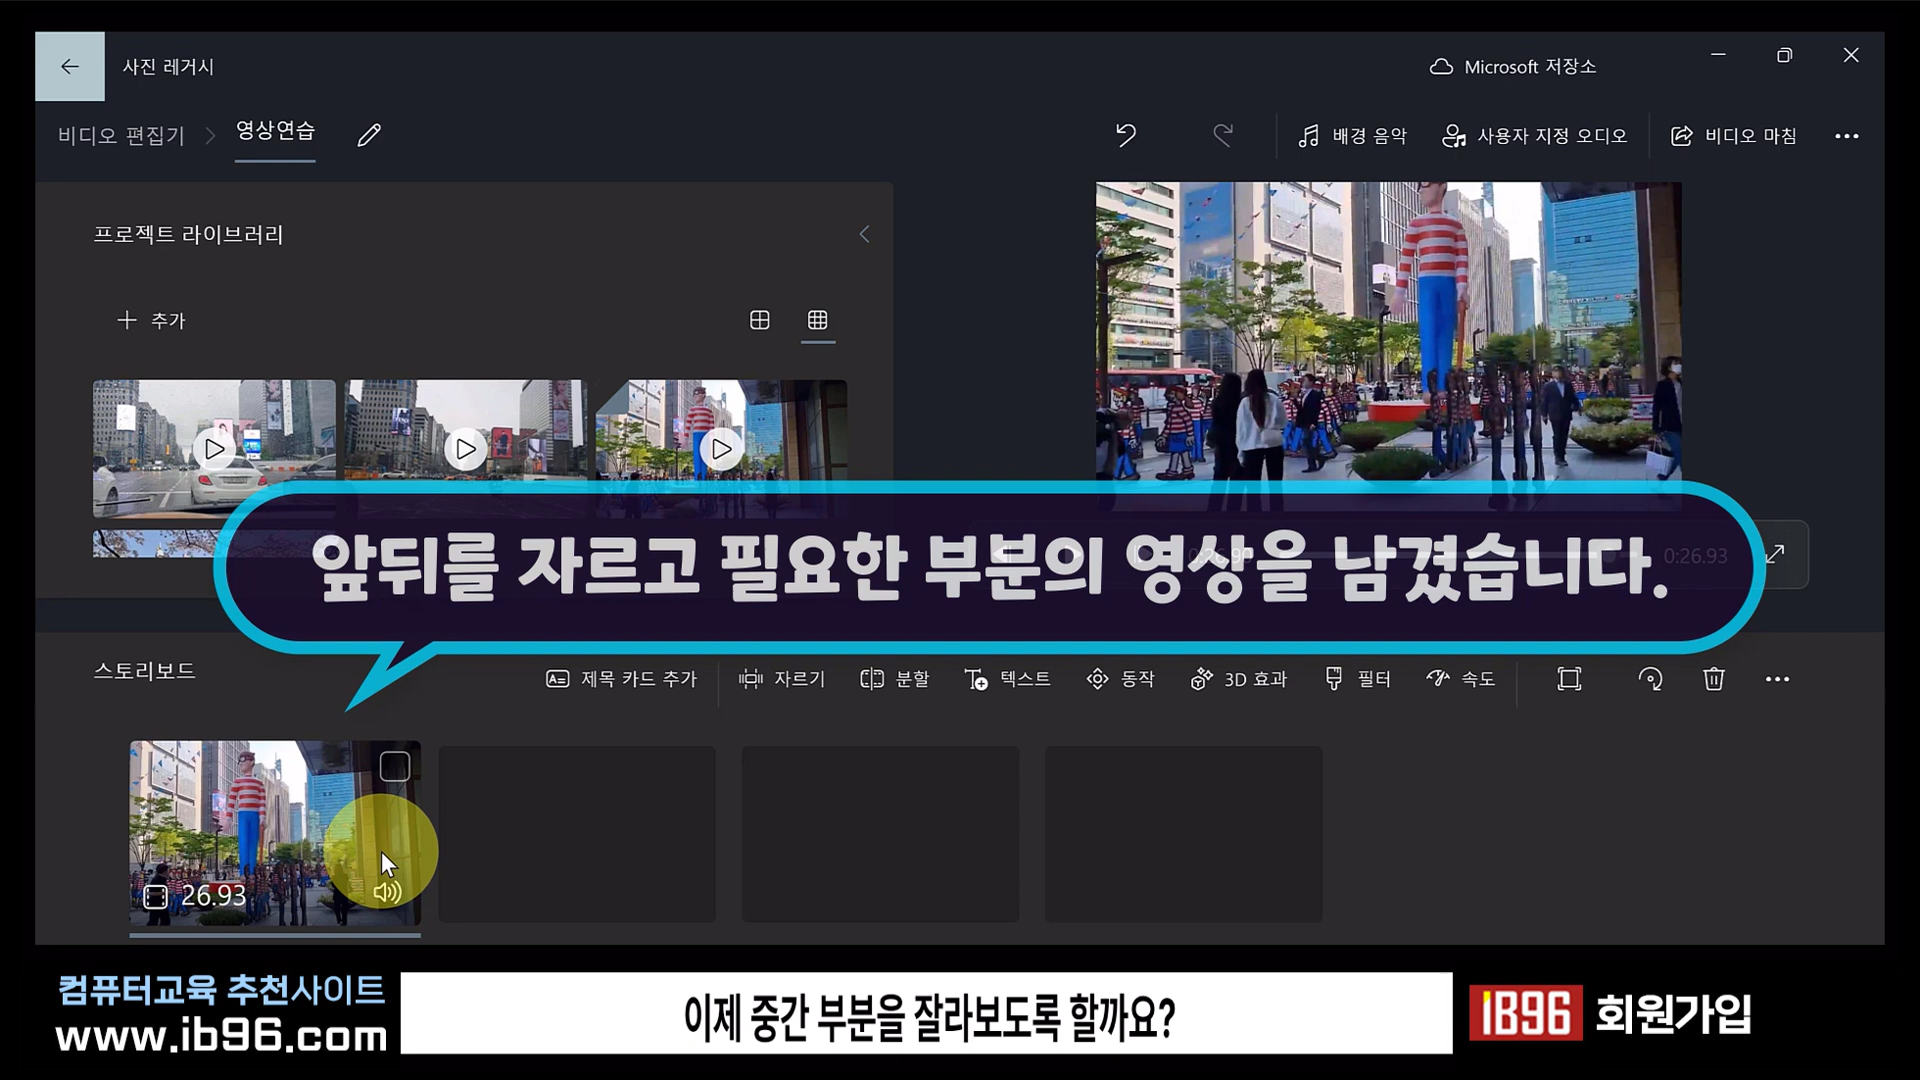 사진 레거시
Microsoft 저장소
비디오 편집기
영상연습
배경 음악
사용자 지정 오디오
비디오 마침
프로젝트 라이브러리
추가
앞뒤를 자르고 필요한 부분의 영상을 남겼습니다.
0:26.90
0:26.93
스토리보드
제목 카드 추가
자르기
분할
텍스트
동작
3D 효과
필터
속도
26.93
컴퓨터교육 추천사이트
www.ib96.com
이제 중간 부분을 잘라보도록 할까요?
IB96 회원가입